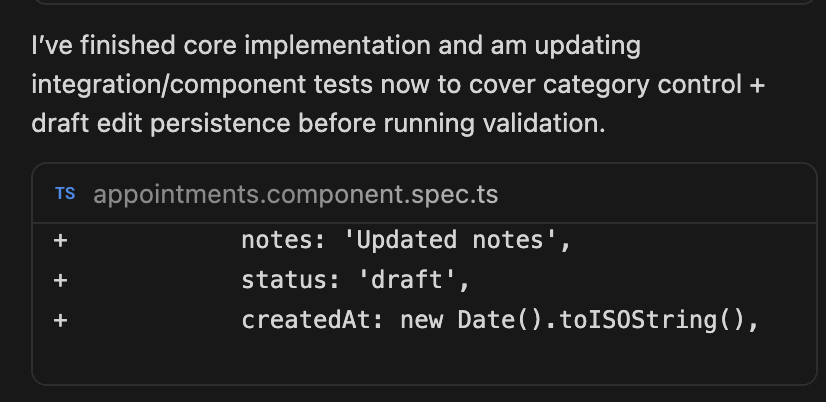 I’ve finished core implementation and am updating
integration/component tests now to cover category control +
draft edit persistence before running validation.
TS appointments.component.spec.ts
+ notes: 'Updated notes',
+ status: 'draft',
+ createdAt: new Date().toISOString(),